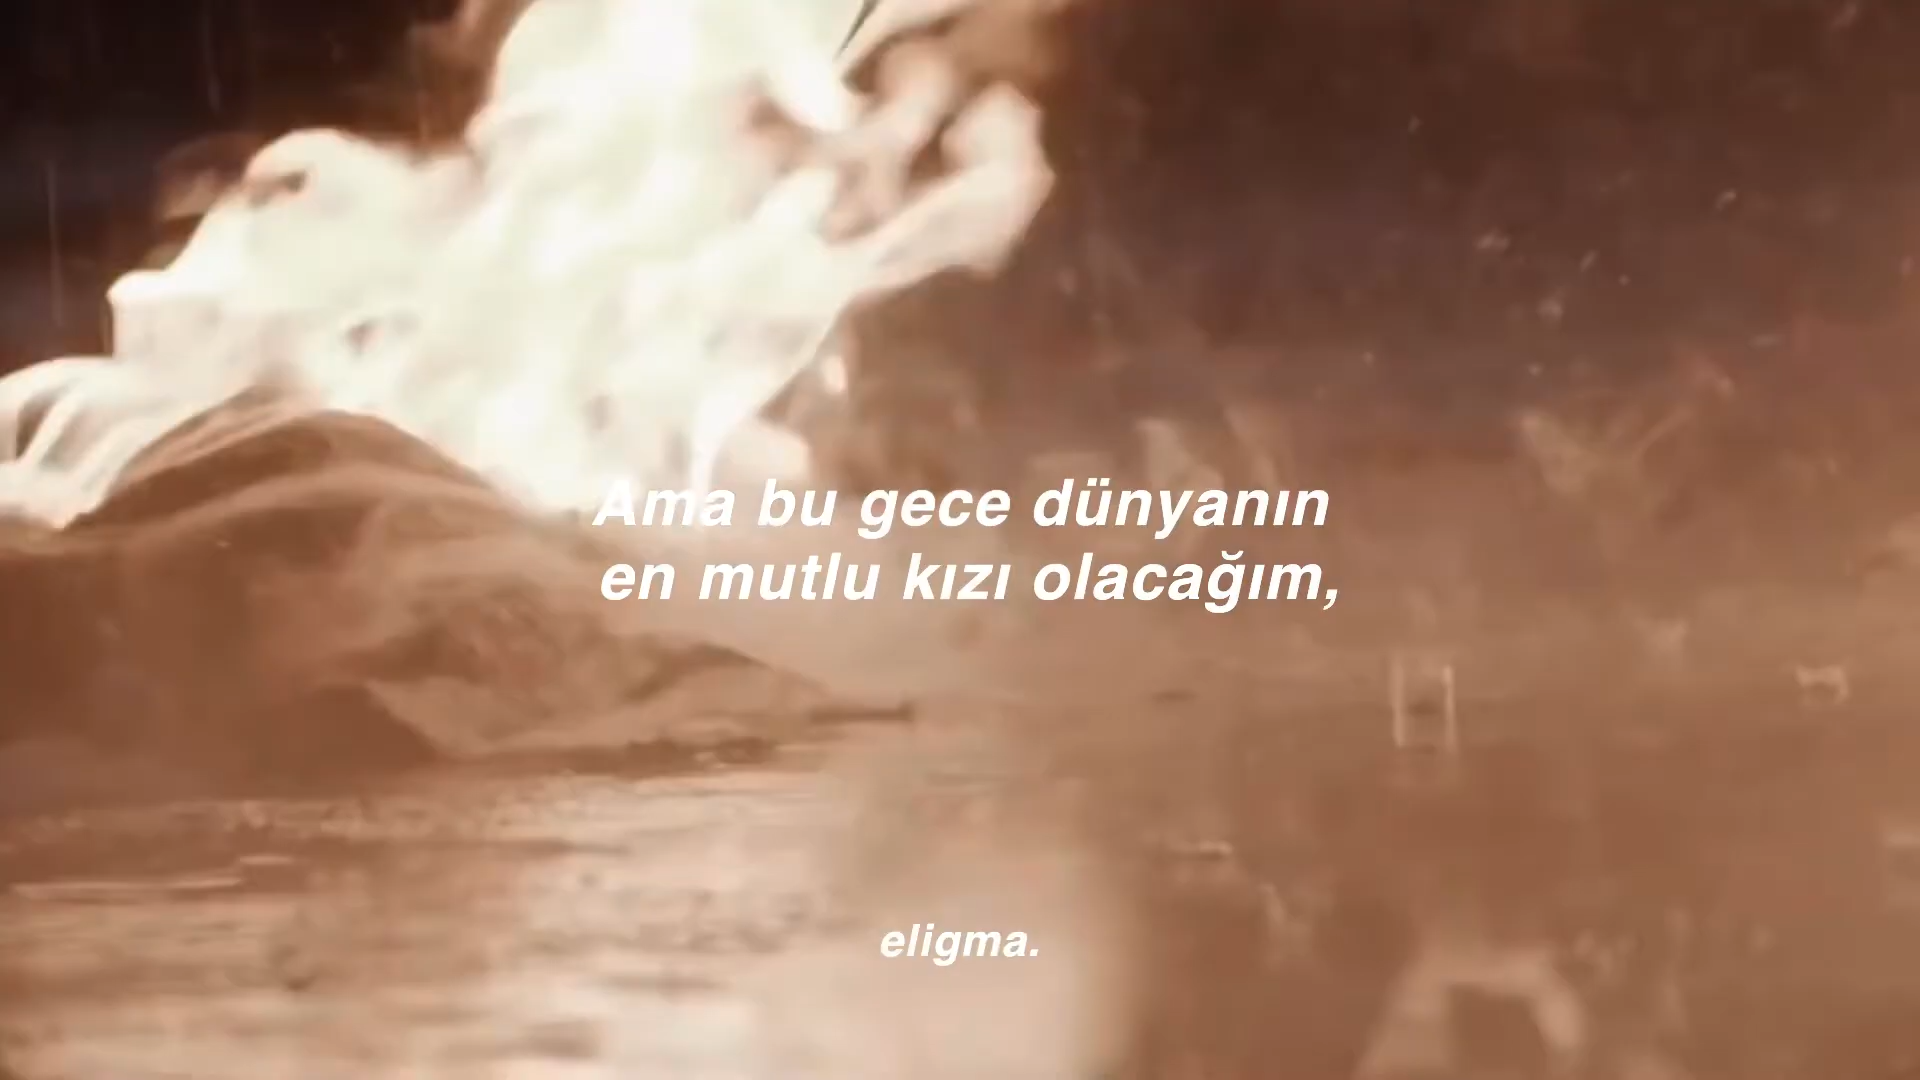 Ama bu gece dünyanın
en mutlu kızı olacağım,
eligma.